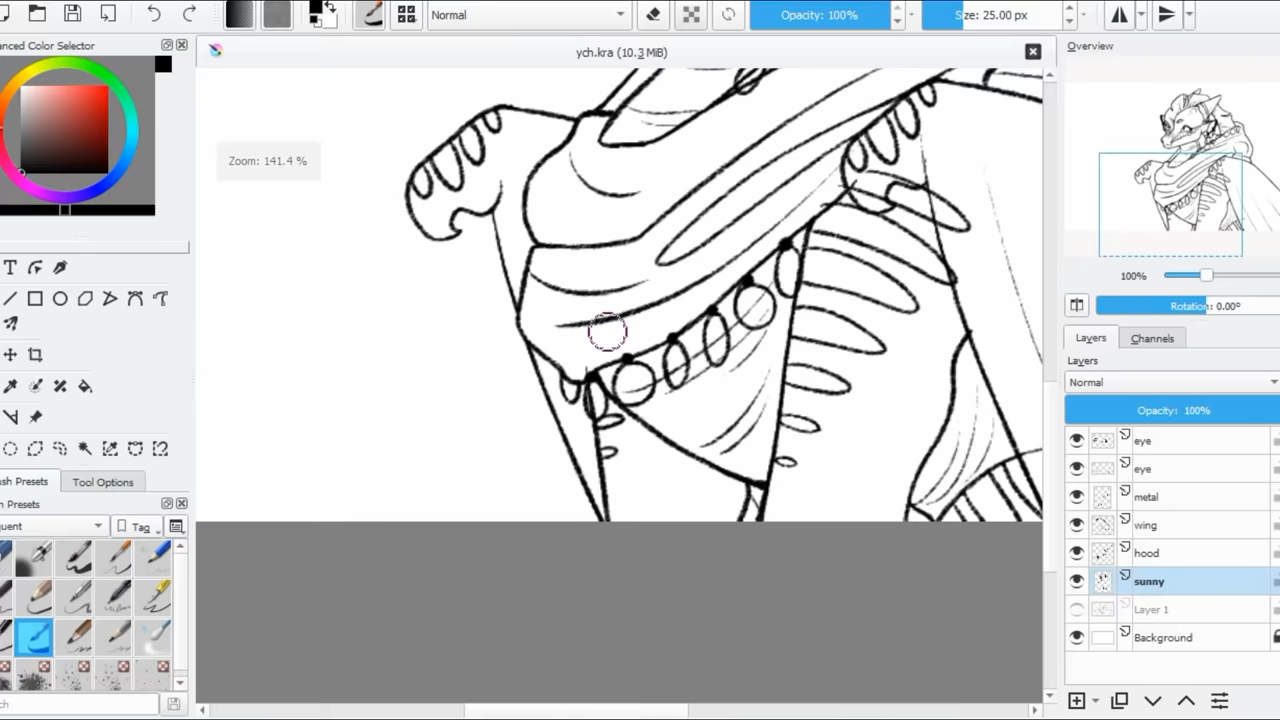 Normal
Opacity: 100%
Size: 25.00 px
anced Color Selector
ych.kra (10.3 MiB)
Overview
Zoom: 141.4 %
100%
Rotation: 0.00°
Layers
Channels
Layers
Normal
Opacity: 100%
eye
eye
metal
wing
hood
sunny
Layer 1
Background
ush Presets
Tool Options
h Presets
quent
Tag
ch